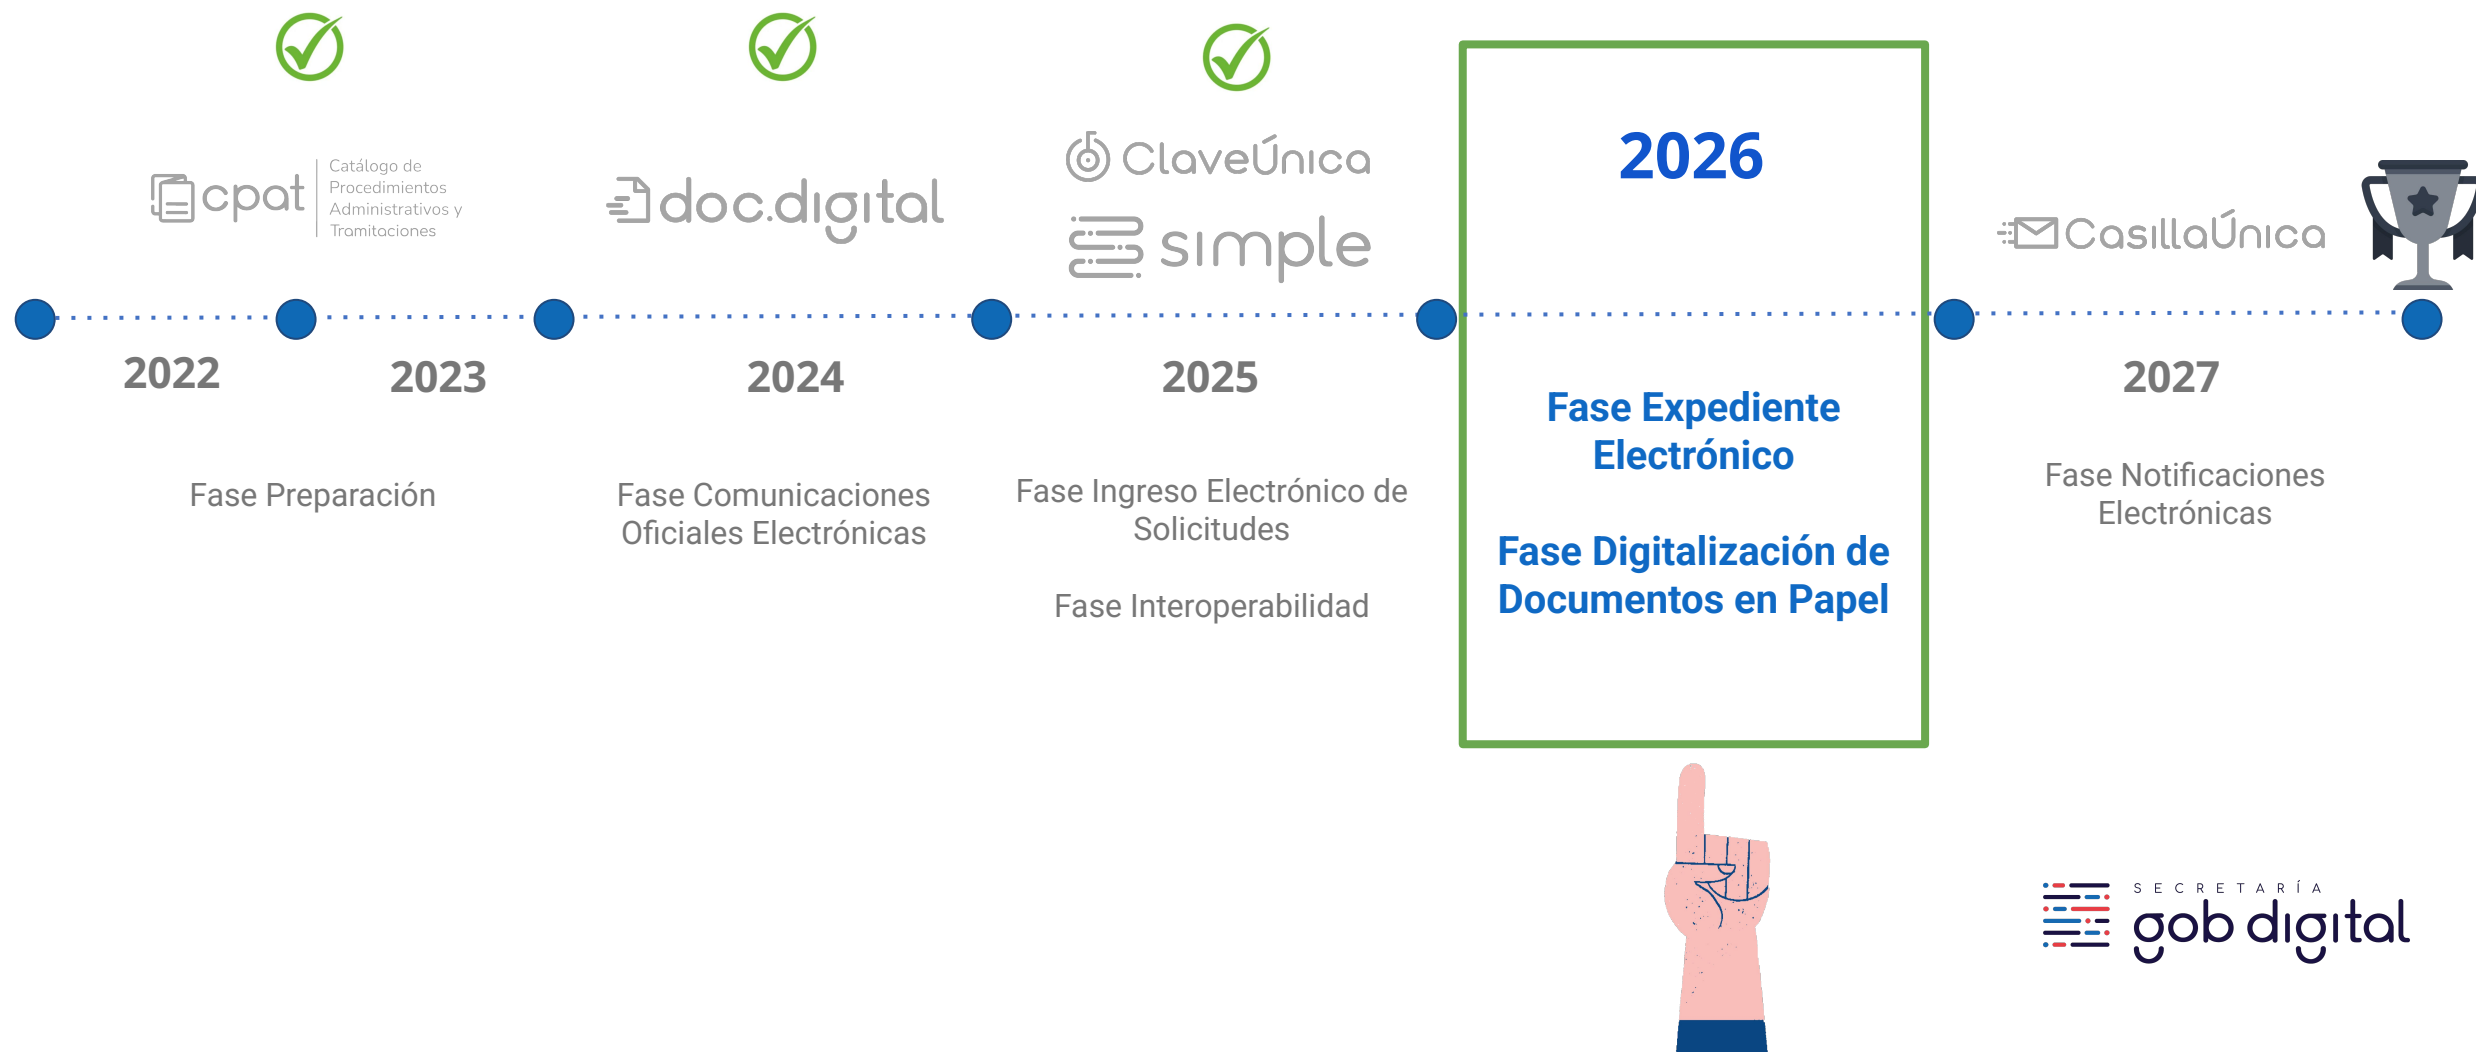 cpat
Catálogo de
Procedimientos
Administrativos y
Tramitaciones
doc.digital
ClaveÚnica
simple
2026
CasillaÚnica
2022
2023
2024
2025
2027
Fase Preparación
Fase Comunicaciones
Oficiales Electrónicas
Fase Ingreso Electrónico de
Solicitudes
Fase Interoperabilidad
Fase Expediente
Electrónico
Fase Digitalización de
Documentos en Papel
Fase Notificaciones
Electrónicas
SECRETARÍA
gob digital